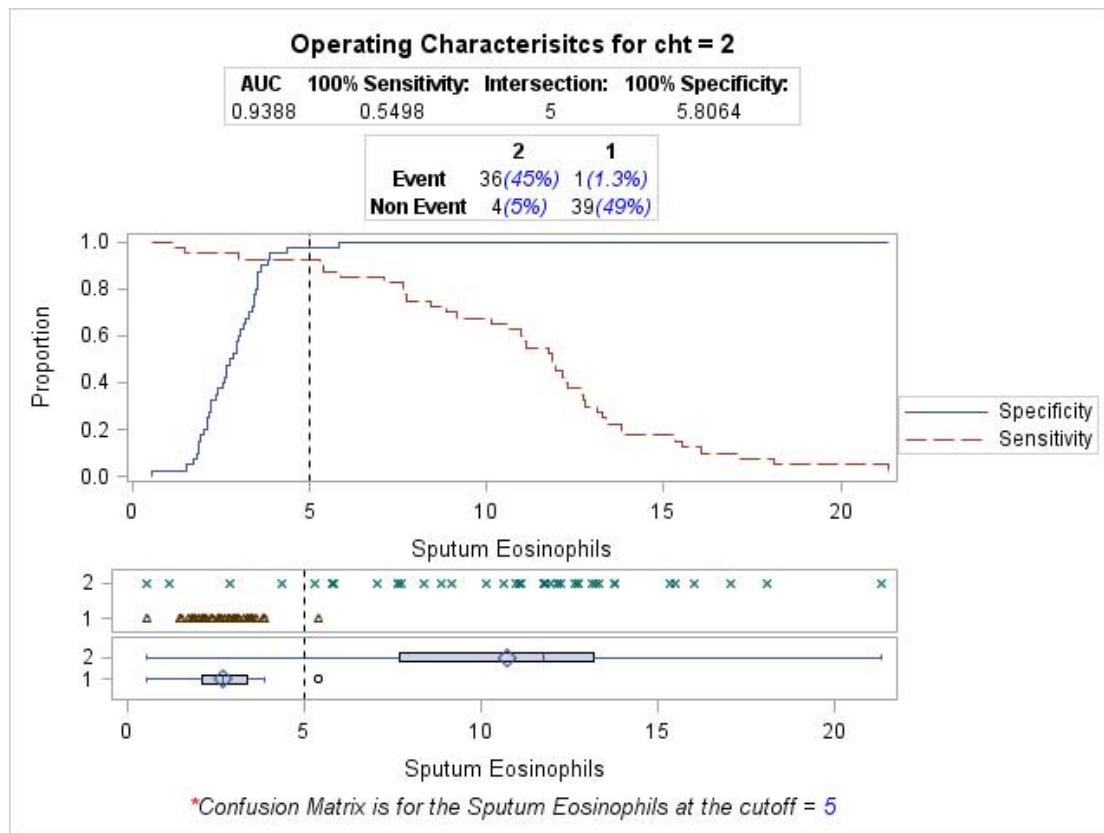 Operating Characterisitcs for cht = 2
AUC 100% Sensitivity: Intersection: 100% Specificity:
0.9388 0.5498 5 5.8064
2 1
Event 36(45%) 1(1.3%)
Non Event 4(5%) 39(49%)
1.0
0.8
0.6
0.4
0.2
0.0
Proportion
0 5 10 15 20
Sputum Eosinophils
Specificity
Sensitivity
2
1
2
1
0 5 10 15 20
Sputum Eosinophils
*Confusion Matrix is for the Sputum Eosinophils at the cutoff = 5